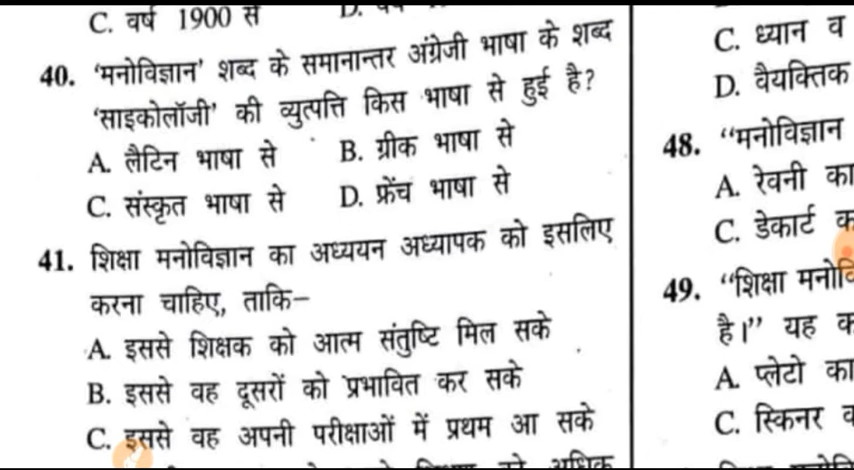 C. वर्ष 1900 से
40. 'मनोविज्ञान' शब्द के समानान्तर अंग्रेजी भाषा के शब्द
'साइकोलॉजी' की व्युत्पत्ति किस भाषा से हुई है?
A. लैटिन भाषा से B. ग्रीक भाषा से
C. संस्कृत भाषा से D. फ्रेंच भाषा से
41. शिक्षा मनोविज्ञान का अध्ययन अध्यापक को इसलिए
करना चाहिए, ताकि–
A. इससे शिक्षक को आत्म संतुष्टि मिल सके
B. इससे वह दूसरों को प्रभावित कर सके
C. इससे वह अपनी परीक्षाओं में प्रथम आ सके
C. ध्यान व
D. वैयक्तिक
48. "मनोविज्ञान
A. रेवनी का
C. डेकार्ट
49. "शिक्षा
है।" यह
A. प्लेटो का
C. स्किनर